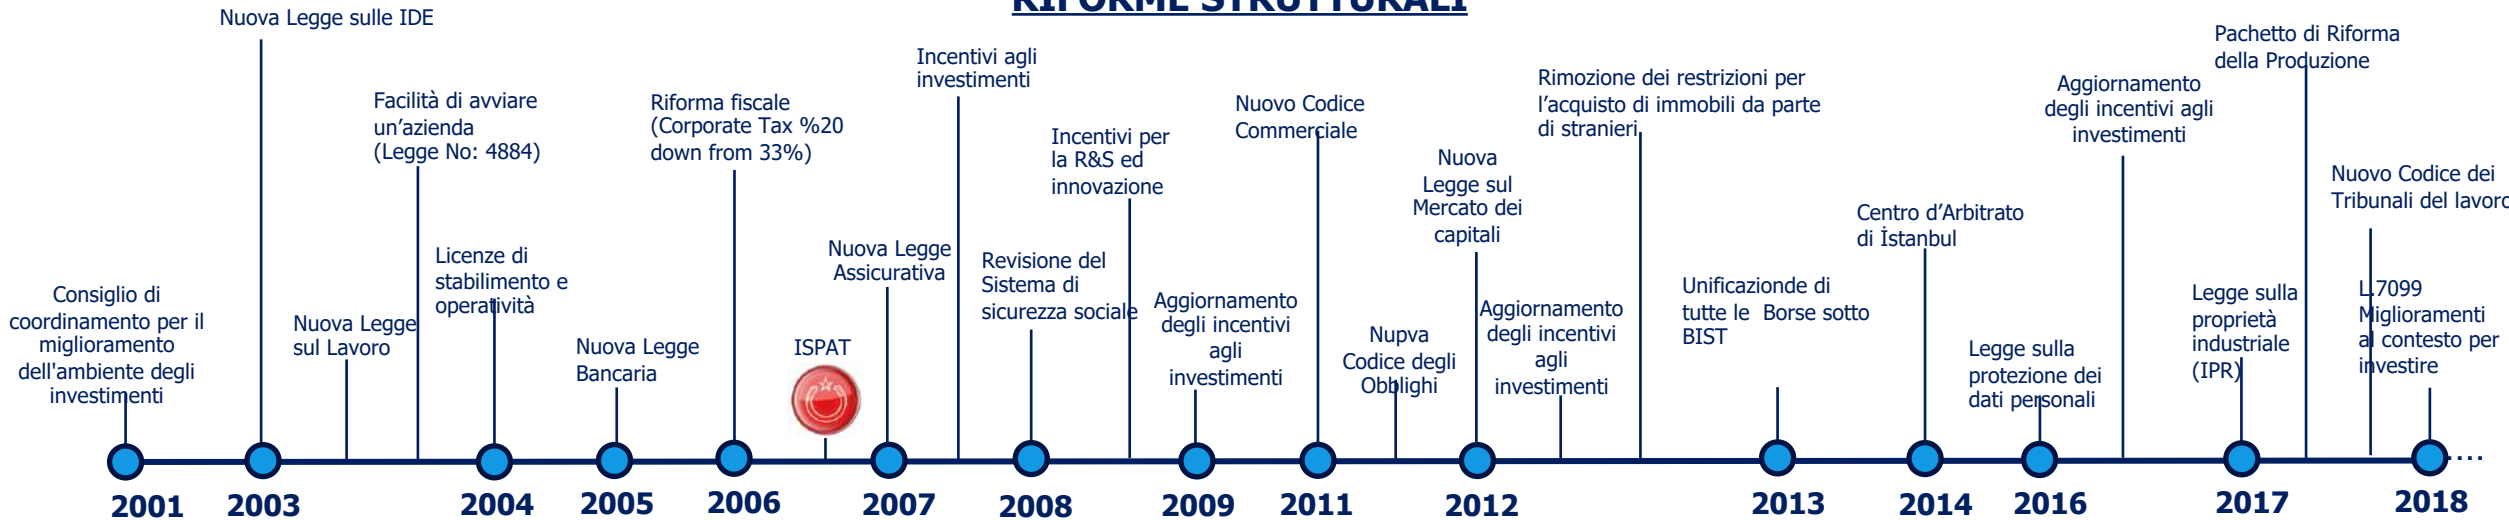 RIFORME STRUTTURALI
Nuova Legge sulle IDE
Consiglio di
coordinamento per il
miglioramento
dell'ambiente degli
investimenti
Nuova Legge
sul Lavoro
Facilità di avviare
un’azienda
(Legge No: 4884)
Licenze di
stabilimento e
operatività
Nuova Legge
Bancaria
Riforma fiscale
(Corporate Tax %20
down from 33%)
ISPAT
Nuova Legge
Assicurativa
Incentivi agli
investimenti
Revisione del
Sistema di
sicurezza sociale
Incentivi per
la R&S ed
innovazione
Aggiornamento
degli incentivi
agli
investimenti
Nuovo Codice
Commerciale
Nupva
Codice degli
Obblighi
Nuova
Legge sul
Mercato dei
capitali
Aggiornamento
degli incentivi
agli
investimenti
Rimozione dei restrizioni per
l’acquisto di immobili da parte
di stranieri
Unificazionde di
tutte le Borse sotto
BIST
Centro d’Arbitrato
di İstanbul
Legge sulla
protezione dei
dati personali
Aggiornamento
degli incentivi agli
investimenti
Legge sulla
proprietà
industriale
(IPR)
Pachetto di Riforma
della Produzione
Nuovo Codice dei
Tribunali del lavoro
L.7099
Miglioramenti
al contesto per
investire
....
2001 2003 2004 2005 2006 2007 2008 2009 2011 2012 2013 2014 2016 2017 2018